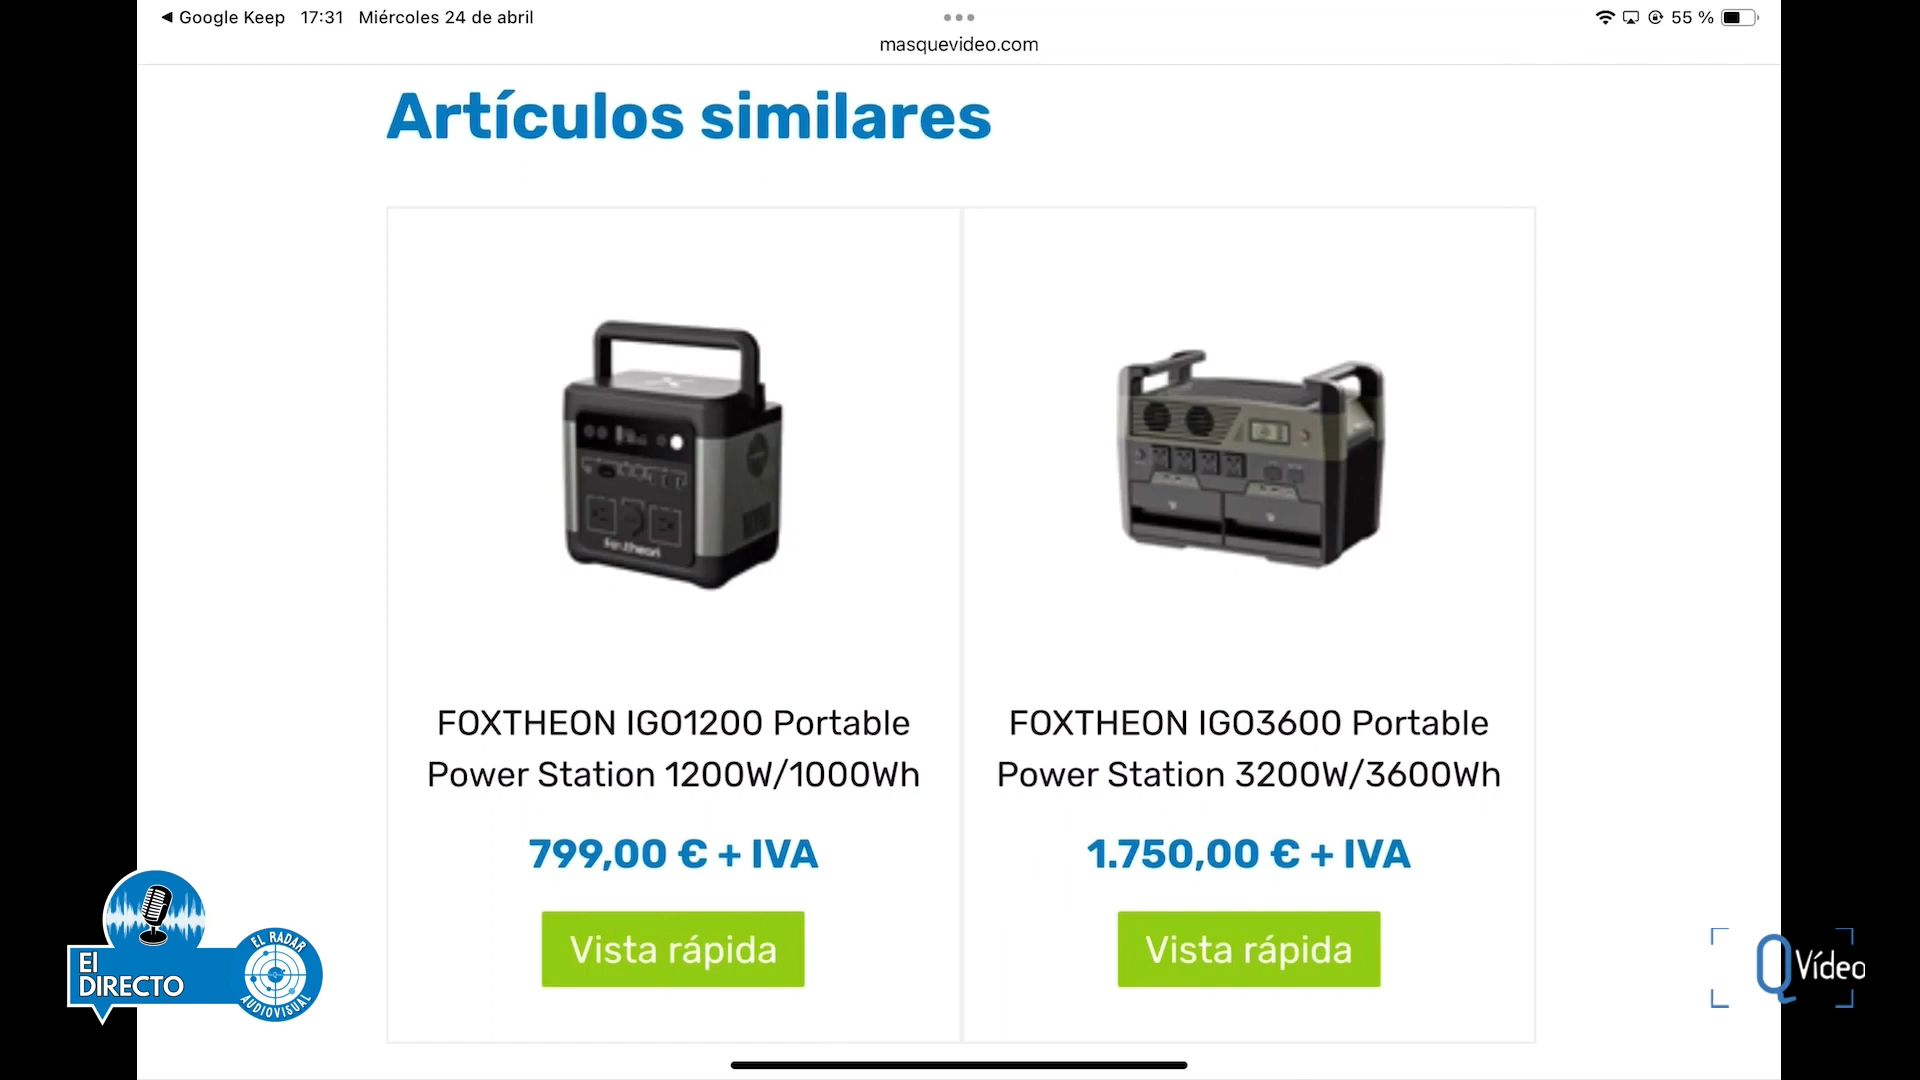 Google Keep 17:31 Miércoles 24 de abril
55 %
masquevideo.com
Artículos similares
Foxtheon
FOXTHEON IGO1200 Portable
Power Station 1200W/1000Wh
799,00 € + IVA
Vista rápida
FOXTHEON IGO3600 Portable
Power Station 3200W/3600Wh
1.750,00 € + IVA
Vista rápida
El
DIRECTO
EL RADAR
AUDIOVISUAL
QVídeo